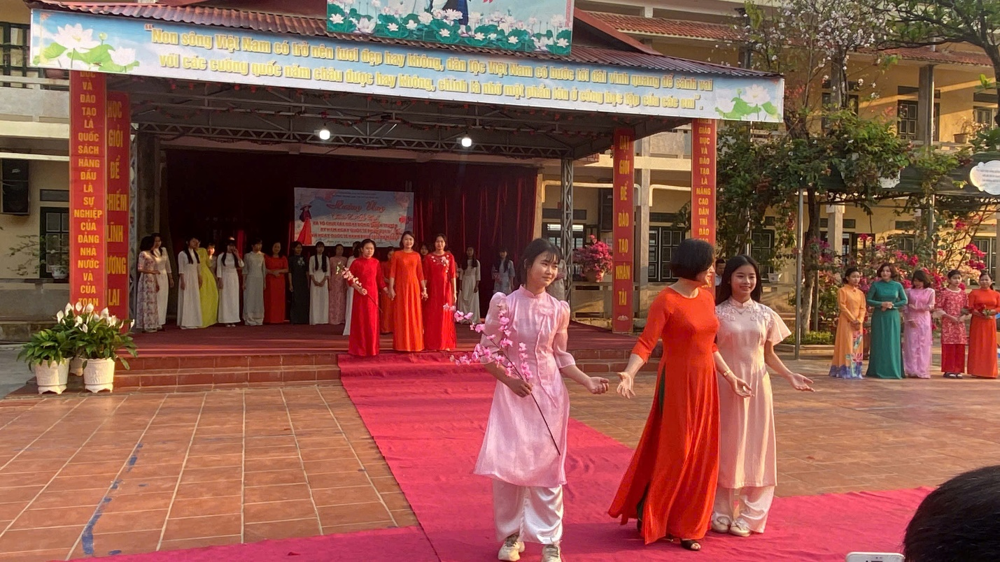 “Non sông Việt Nam có trở nên tươi đẹp hay không, dân tộc Việt Nam có bước tới đài vinh quang để sánh vai
với các cường quốc năm châu được hay không, chính là nhờ một phần lớn ở công học tập của các em”.
DỤC VÀ
ĐÀO
TẠO LÀ
QUỐC
SÁCH HÀNG
ĐẦU LÀ
SỰ
NGHIỆP
CỦA ĐẢNG
NHÀ
NƯỚC VÀ
CỦA
TOÀN
HỌC
GIỎI
ĐỂ
CHIẾM
LĨNH
TƯƠNG
LAI
DẠY
GIỎI
ĐỂ
ĐÀO
TẠO
NHÂN
TÀI
GIÁO
DỤC VÀ
ĐÀO
TẠO LÀ
NÂNG
CAO DÂN
TRÍ ĐÀO
Hưởng ứng